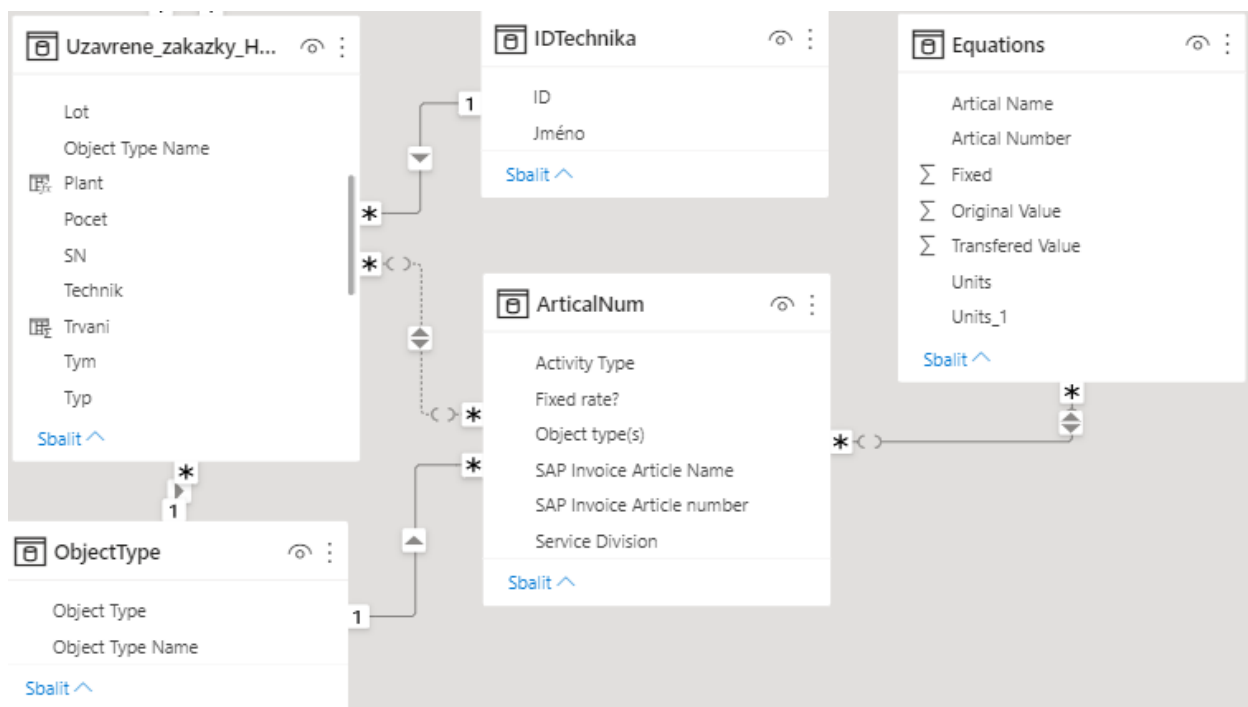 Uzavrene_zakazky_H...
Lot
Object Type Name
Plant
Pocet
SN
Technik
Trvani
Tym
Typ
Sbalit
IDTechnika
ID
Jméno
Sbalit
Equations
Artical Name
Artical Number
Fixed
Original Value
Transfered Value
Units
Units_1
Sbalit
ArticalNum
Activity Type
Fixed rate?
Object type(s)
SAP Invoice Article Name
SAP Invoice Article number
Service Division
Sbalit
ObjectType
Object Type
Object Type Name
Sbalit
1
*
*
*
*
*
*
*
1
1